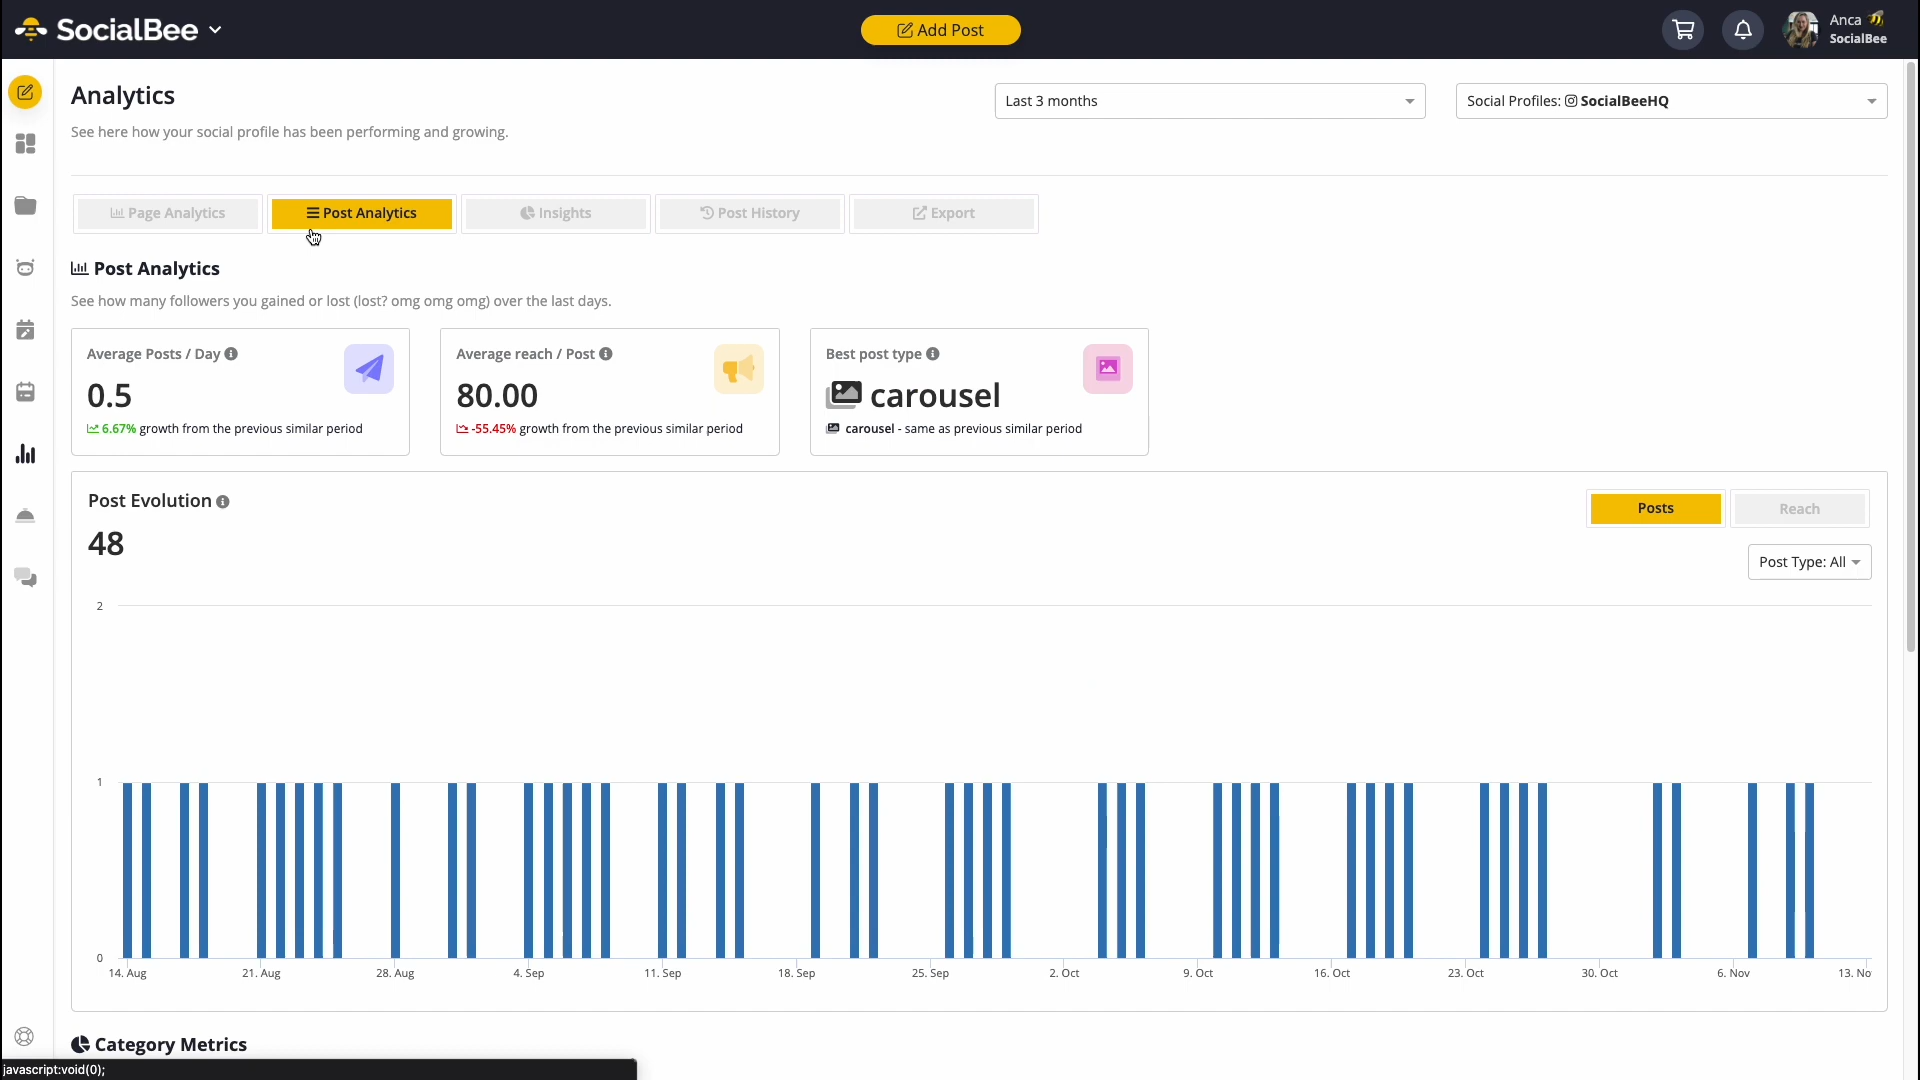 SocialBee
Add Post
Anca
SocialBee
Analytics
See here how your social profile has been performing and growing.
Last 3 months
Social Profiles: SocialBeeHQ
Page Analytics
Post Analytics
Insights
Post History
Export
Post Analytics
See how many followers you gained or lost (lost? omg omg omg) over the last days.
Average Posts / Day
0.5
6.67% growth from the previous similar period
Average reach / Post
80.00
-55.45% growth from the previous similar period
Best post type
carousel
carousel - same as previous similar period
Post Evolution
48
Posts
Reach
Post Type: All
2
1
0
14. Aug
21. Aug
28. Aug
4. Sep
11. Sep
18. Sep
25. Sep
2. Oct
9. Oct
16. Oct
23. Oct
30. Oct
6. Nov
13. No
Category Metrics
javascript:void(0);